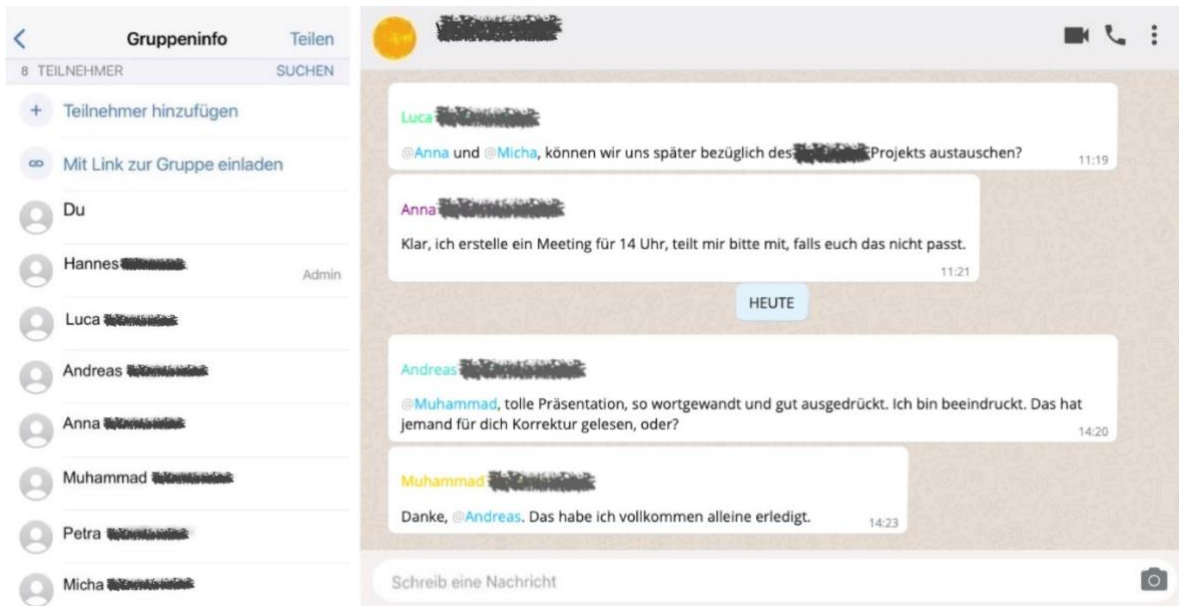 Gruppeninfo
Teilen
8 TEILNEHMER
SUCHEN
Teilnehmer hinzufügen
Mit Link zur Gruppe einladen
Du
Hannes
Admin
Luca
Andreas
Anna
Muhammad
Petra
Micha
Luca
@Anna und @Micha, können wir uns später bezüglich des Projekts austauschen?
11:19
Anna
Klar, ich erstelle ein Meeting für 14 Uhr, teilt mir bitte mit, falls euch das nicht passt.
11:21
HEUTE
Andreas
@Muhammad, tolle Präsentation, so wortgewandt und gut ausgedrückt. Ich bin beeindruckt. Das hat
jemand für dich Korrektur gelesen, oder?
14:20
Muhammad
Danke, @Andreas. Das habe ich vollkommen alleine erledigt.
14:23
Schreib eine Nachricht